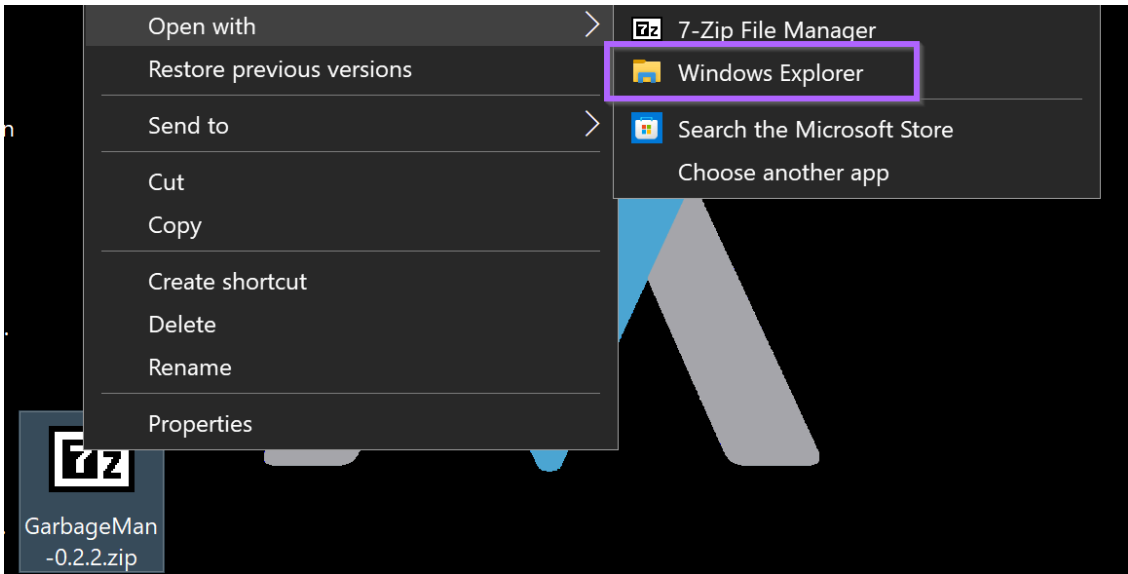 Open with
Restore previous versions
Send to
Cut
Copy
Create shortcut
Delete
Rename
Properties
7-Zip File Manager
Windows Explorer
Search the Microsoft Store
Choose another app
n
.
7z
GarbageMan
-0.2.2.zip
.